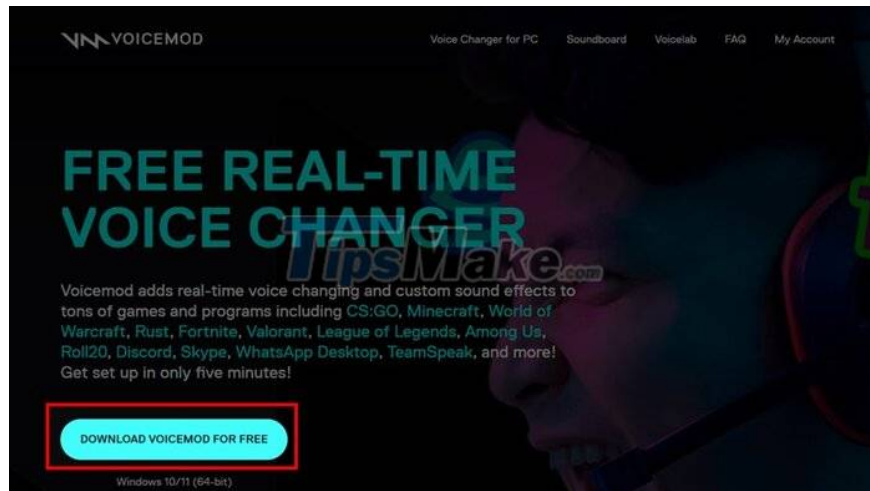 VOICEMOD
Voice Changer for PC Soundboard Voicelab FAQ My Account
FREE REAL-TIME
VOICE CHANGER
TipsMake.com
Voicemod adds real-time voice changing and custom sound effects to
tons of games and programs including CS:GO, Minecraft, World of
Warcraft, Rust, Fortnite, Valorant, League of Legends, Among Us,
Roll20, Discord, Skype, WhatsApp Desktop, TeamSpeak, and more!
Get set up in only five minutes!
DOWNLOAD VOICEMOD FOR FREE
Windows 10/11 (64-bit)